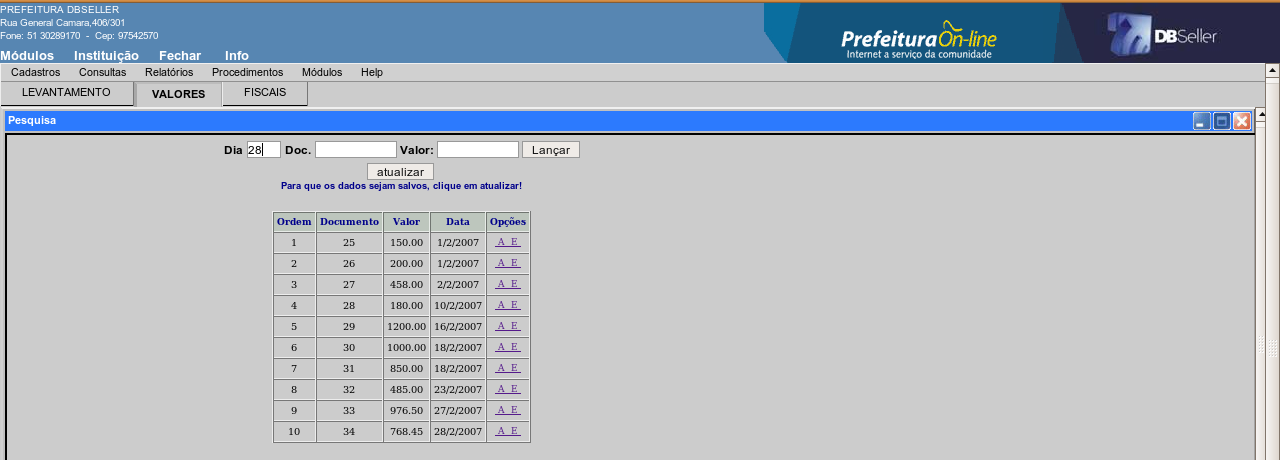 PREFEITURA DBSELLER
Rua General Camara,406/301
Fone: 51 30289170 - Cep: 97542570
Módulos Instituição Fechar Info
Prefeitura On-line
Internet a serviço da comunidade
DBSeller
Cadastros Consultas Relatórios Procedimentos Módulos Help
LEVANTAMENTO VALORES FISCAIS
Pesquisa
Dia 28 Doc. Valor: Lançar
atualizar
Para que os dados sejam salvos, clique em atualizar!
Ordem Documento Valor Data Opções
1 25 150.00 1/2/2007 A E
2 26 200.00 1/2/2007 A E
3 27 458.00 2/2/2007 A E
4 28 180.00 10/2/2007 A E
5 29 1200.00 16/2/2007 A E
6 30 1000.00 18/2/2007 A E
7 31 850.00 18/2/2007 A E
8 32 485.00 23/2/2007 A E
9 33 976.50 27/2/2007 A E
10 34 768.45 28/2/2007 A E